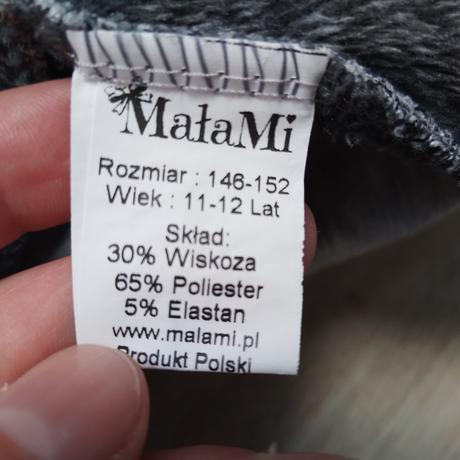 MałaMi
Rozmiar : 146-152
Wiek : 11-12 Lat
Skład:
30% Wiskoza
65% Poliester
5% Elastan
www.malami.pl
Produkt Polski